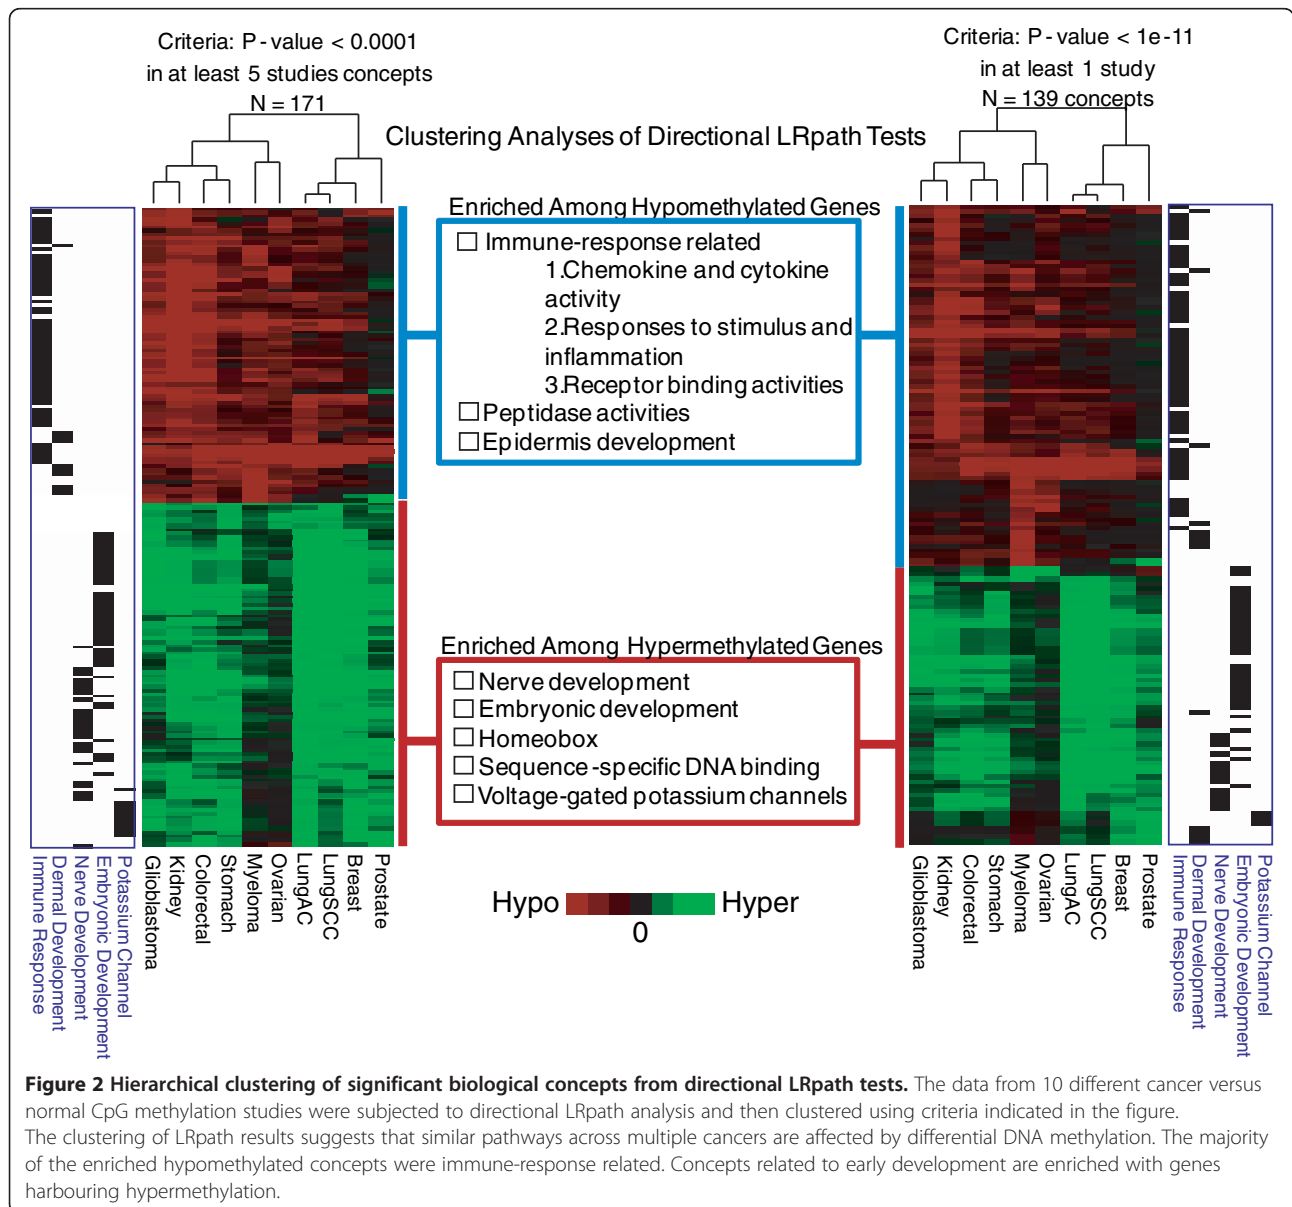 Criteria: P-value < 0.0001
in at least 5 studies concepts
N = 171
Criteria: P-value < 1e-11
in at least 1 study
N = 139 concepts
Clustering Analyses of Directional LRpath Tests
Enriched Among Hypomethylated Genes
Immune-response related
1.Chemokine and cytokine
activity
2.Responses to stimulus and
inflammation
3.Receptor binding activities
Peptidase activities
Epidermis development
Enriched Among Hypermethylated Genes
Nerve development
Embryonic development
Homeobox
Sequence-specific DNA binding
Voltage-gated potassium channels
Hypo
Hyper
0
Immune Response
Dermal Development
Nerve Development
Embryonic Development
Potassium Channel
Glioblastoma
Kidney
Colorectal
Stomach
Myeloma
Ovarian
LungAC
LungSCC
Breast
Prostate
Glioblastoma
Kidney
Colorectal
Stomach
Myeloma
Ovarian
LungAC
LungSCC
Breast
Prostate
Immune Response
Dermal Development
Nerve Development
Embryonic Development
Potassium Channel
Figure 2 Hierarchical clustering of significant biological concepts from directional LRpath tests. The data from 10 different cancer versus
normal CpG methylation studies were subjected to directional LRpath analysis and then clustered using criteria indicated in the figure.
The clustering of LRpath results suggests that similar pathways across multiple cancers are affected by differential DNA methylation. The majority
of the enriched hypomethylated concepts were immune-response related. Concepts related to early development are enriched with genes
harbouring hypermethylation.